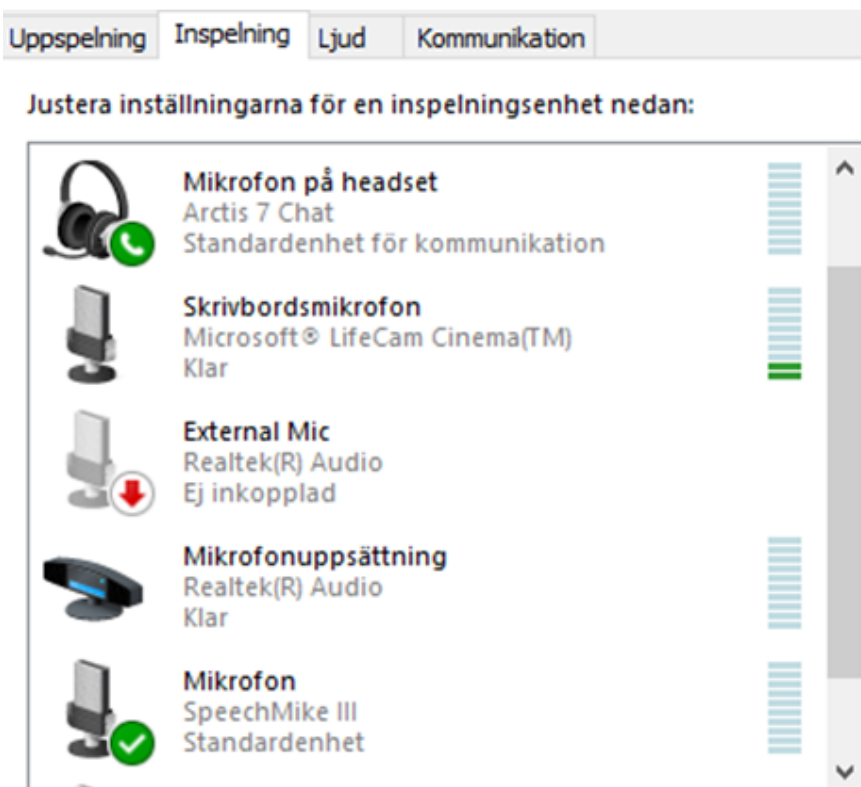 Uppspelning Inspelning Ljud Kommunikation
Justera inställningarna för en inspelningsenhet nedan:
Mikrofon på headset
Arctis 7 Chat
Standardenhet för kommunikation
Skrivbordsmikrofon
Microsoft® LifeCam Cinema(TM)
Klar
External Mic
Realtek(R) Audio
Ej inkopplad
Mikrofonuppsättning
Realtek(R) Audio
Klar
Mikrofon
SpeechMike III
Standardenhet